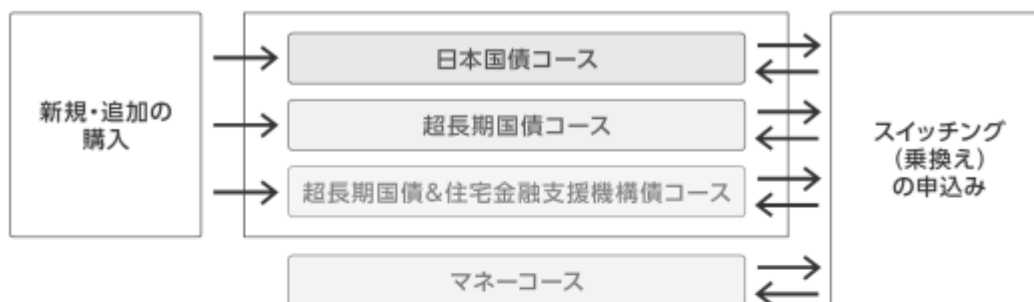 新規・追加の
購入
日本国債コース
超長期国債コース
超長期国債&住宅金融支援機構債コース
マネーコース
スイッチング
(乗換え)
の申込み